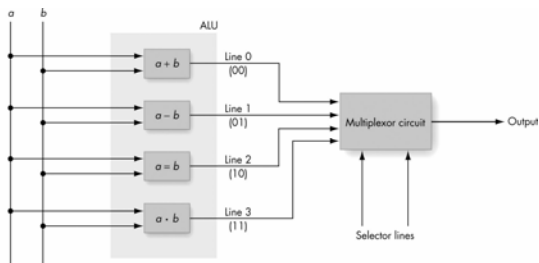 a b
ALU
a + b
Line 0
(00)
a – b
Line 1
(01)
Multiplexor circuit
Output
a = b
Line 2
(10)
a · b
Line 3
(11)
Selector lines